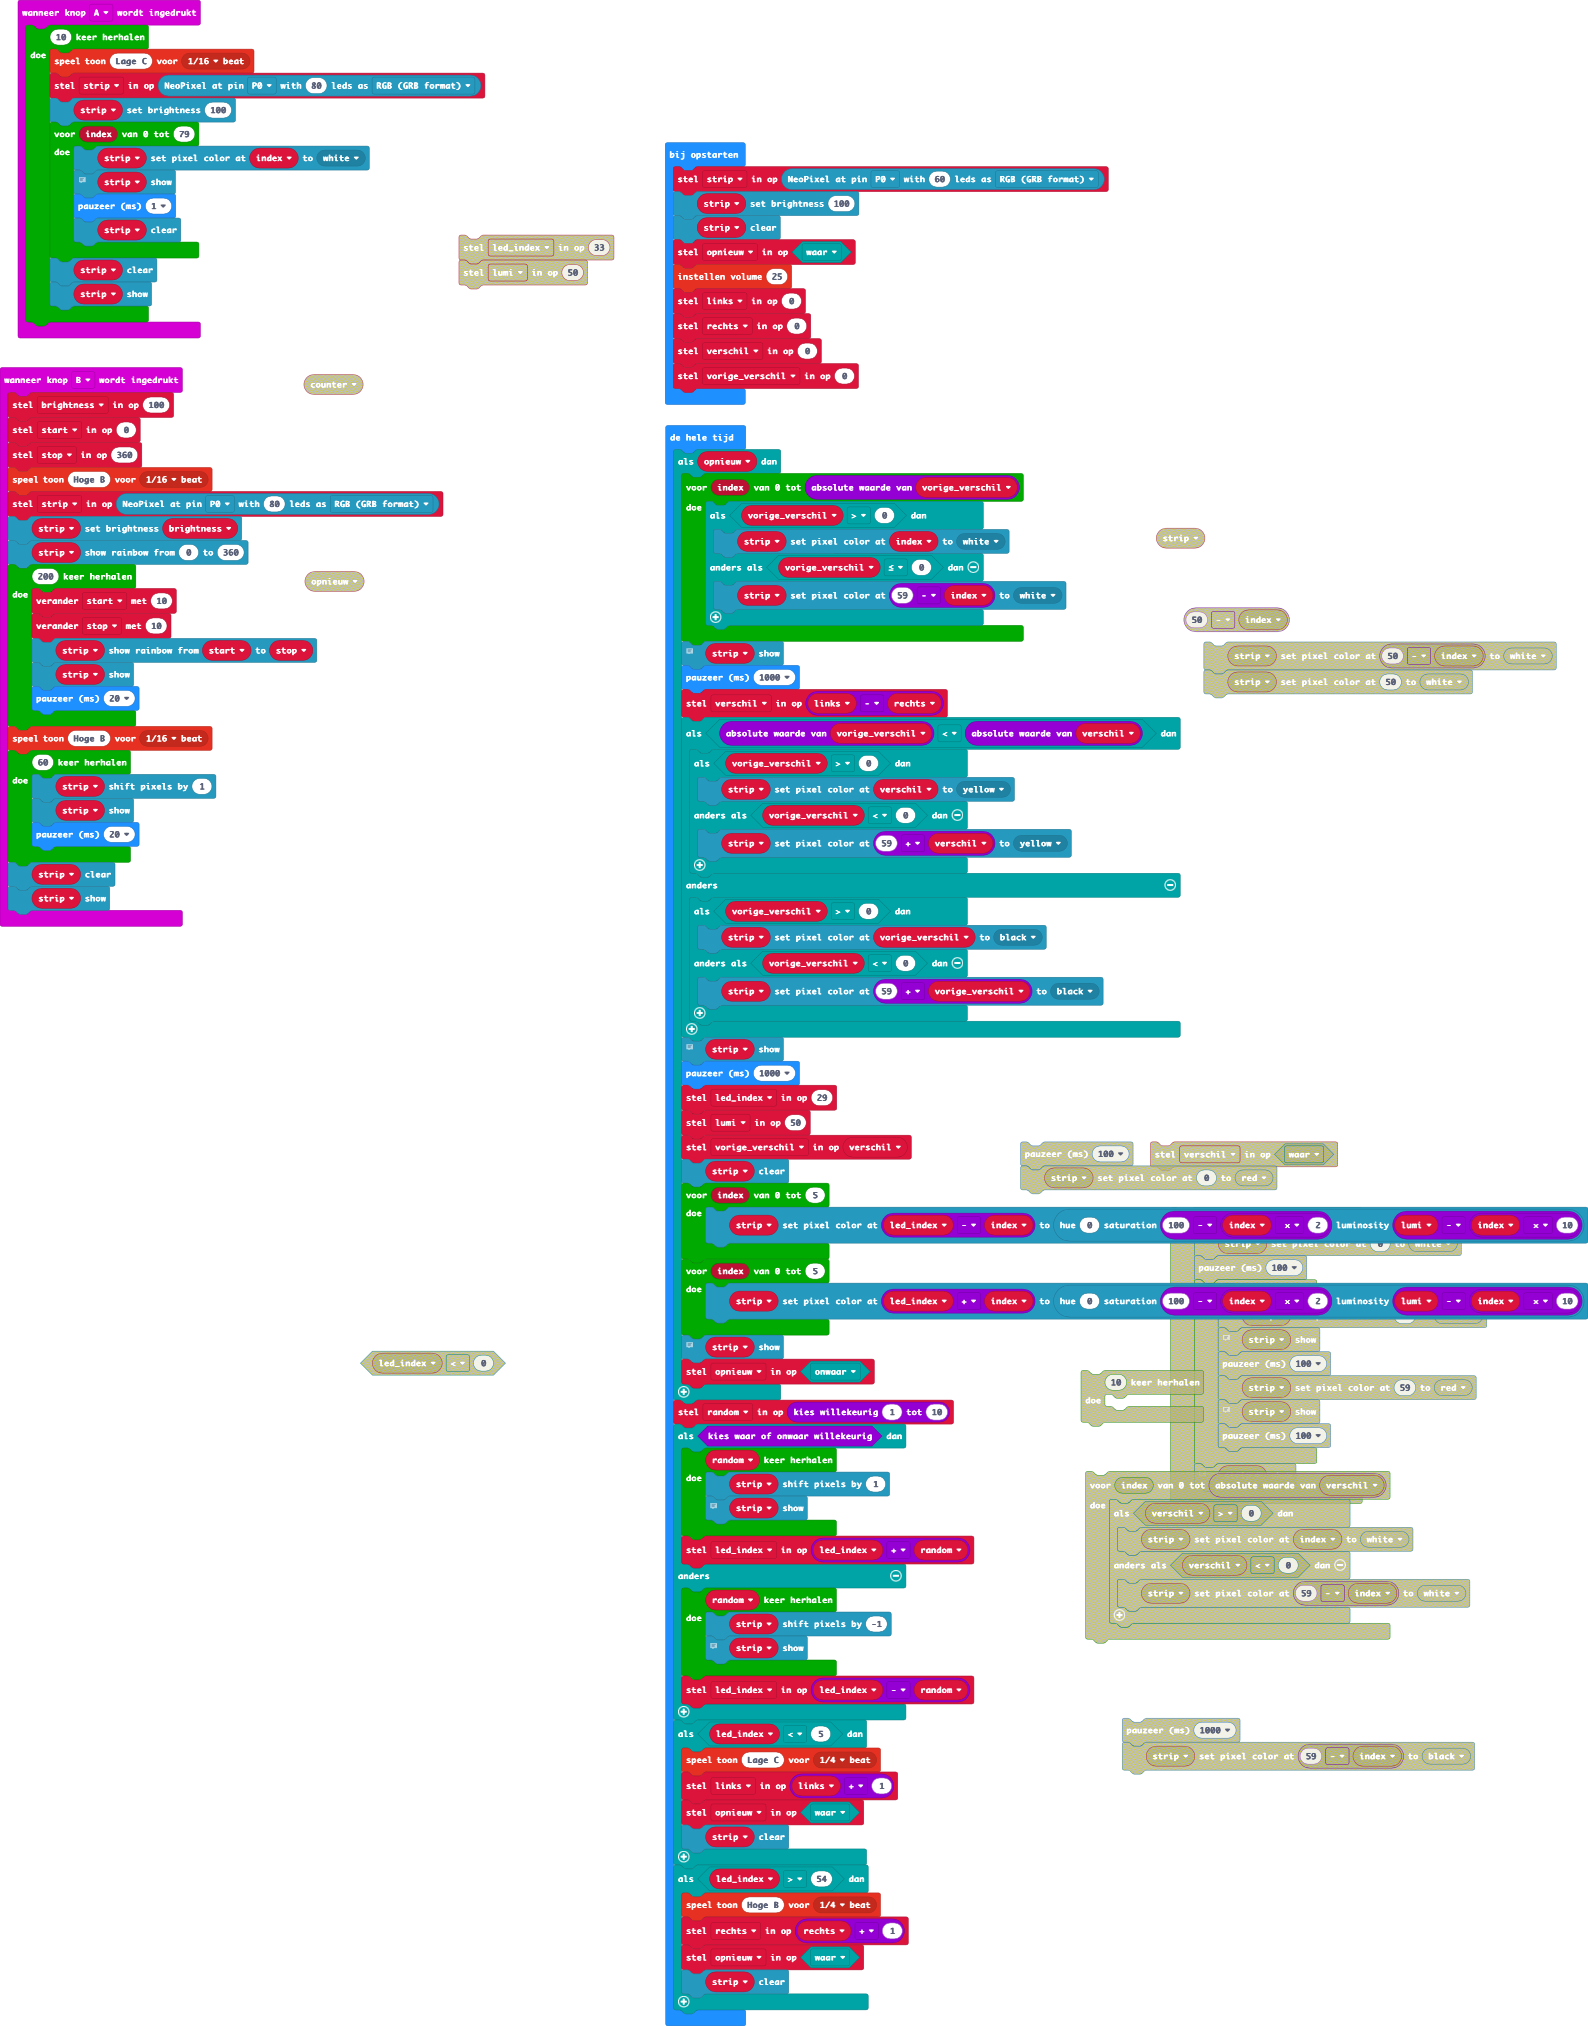 wanneer knop A wordt ingedrukt
10 keer herhalen
doe
speel toon Lage C voor 1/16 beat
stel strip in op NeoPixel at pin P0 with 80 leds as RGB (GRB format)
strip set brightness 100
voor index van 0 tot 79
doe
strip set pixel color at index to white
strip show
pauzeer (ms) 1
strip clear
strip clear
strip show
stel led_index in op 33
stel lumi in op 50
wanneer knop B wordt ingedrukt
stel brightness in op 100
stel start in op 0
stel stop in op 360
speel toon Hoge B voor 1/16 beat
stel strip in op NeoPixel at pin P0 with 80 leds as RGB (GRB format)
strip set brightness brightness
strip show rainbow from 0 to 360
200 keer herhalen
doe
verander start met 10
verander stop met 10
strip show rainbow from start to stop
strip show
pauzeer (ms) 20
speel toon Hoge B voor 1/16 beat
60 keer herhalen
doe
strip shift pixels by 1
strip show
pauzeer (ms) 20
strip clear
strip show
counter
opnieuw
led_index < 0
bij opstarten
stel strip in op NeoPixel at pin P0 with 60 leds as RGB (GRB format)
strip set brightness 100
strip clear
stel opnieuw in op waar
instellen volume 25
stel links in op 0
stel rechts in op 0
stel verschil in op 0
stel vorige_verschil in op 0
de hele tijd
als opnieuw dan
voor index van 0 tot absolute waarde van vorige_verschil
doe
als vorige_verschil > 0 dan
strip set pixel color at index to white
anders als vorige_verschil ≤ 0 dan
strip set pixel color at 59 - index to white
strip show
pauzeer (ms) 1000
stel verschil in op links - rechts
als absolute waarde van vorige_verschil < absolute waarde van verschil dan
als vorige_verschil > 0 dan
strip set pixel color at verschil to yellow
anders als vorige_verschil < 0 dan
strip set pixel color at 59 + verschil to yellow
anders
als vorige_verschil > 0 dan
strip set pixel color at vorige_verschil to black
anders als vorige_verschil < 0 dan
strip set pixel color at 59 + vorige_verschil to black
strip show
pauzeer (ms) 1000
stel led_index in op 29
stel lumi in op 50
stel vorige_verschil in op verschil
strip clear
voor index van 0 tot 5
doe
strip set pixel color at led_index - index to hue 0 saturation 100 - index x 2 luminosity lumi - index x 10
voor index van 0 tot 5
doe
strip set pixel color at led_index + index to hue 0 saturation 100 - index x 2 luminosity lumi - index x 10
strip show
stel opnieuw in op onwaar
stel random in op kies willekeurig 1 tot 10
als kies waar of onwaar willekeurig dan
random keer herhalen
doe
strip shift pixels by 1
strip show
stel led_index in op led_index + random
anders
random keer herhalen
doe
strip shift pixels by -1
strip show
stel led_index in op led_index - random
als led_index < 5 dan
speel toon Lage C voor 1/4 beat
stel links in op links + 1
stel opnieuw in op waar
strip clear
als led_index > 54 dan
speel toon Hoge B voor 1/4 beat
stel rechts in op rechts + 1
stel opnieuw in op waar
strip clear
strip
50 - index
strip set pixel color at 50 - index to white
strip set pixel color at 50 to white
pauzeer (ms) 100
strip set pixel color at 0 to red
stel verschil in op waar
strip set pixel color at 0 to white
pauzeer (ms) 100
strip show
pauzeer (ms) 100
strip set pixel color at 59 to red
strip show
pauzeer (ms) 100
10 keer herhalen
doe
voor index van 0 tot absolute waarde van verschil
doe
als verschil > 0 dan
strip set pixel color at index to white
anders als verschil < 0 dan
strip set pixel color at 59 - index to white
pauzeer (ms) 1000
strip set pixel color at 59 - index to black